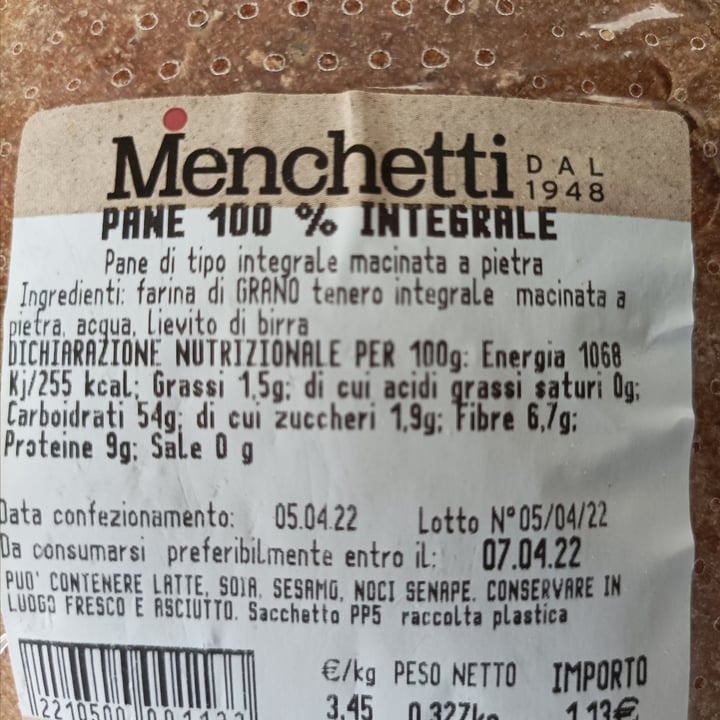 Menchetti DAL 1948
PANE 100 % INTEGRALE
Pane di tipo integrale macinata a pietra
Ingredienti: farina di GRANO tenero integrale macinata a
pietra, acqua, Lievito di birra
DICHIARAZIONE NUTRIZIONALE PER 100g: Energia 1068
Kj/255 kcal; Grassi 1,5g; di cui acidi grassi saturi 0g;
Carboidrati 54g; di cui zuccheri 1,9g; Fibre 6,7g;
Proteine 9g; Sale 0 g
Data confezionamento: 05.04.22 Lotto N° 05/04/22
Da consumarsi preferibilmente entro il: 07.04.22
PUO' CONTENERE LATTE, SOIA, SESAMO, NOCI SENAPE. CONSERVARE IN
LUOGO FRESCO E ASCIUTTO. Sacchetto PP5 raccolta plastica
€/kg PESO NETTO IMPORTO
3,45 0,327kg 1,13€